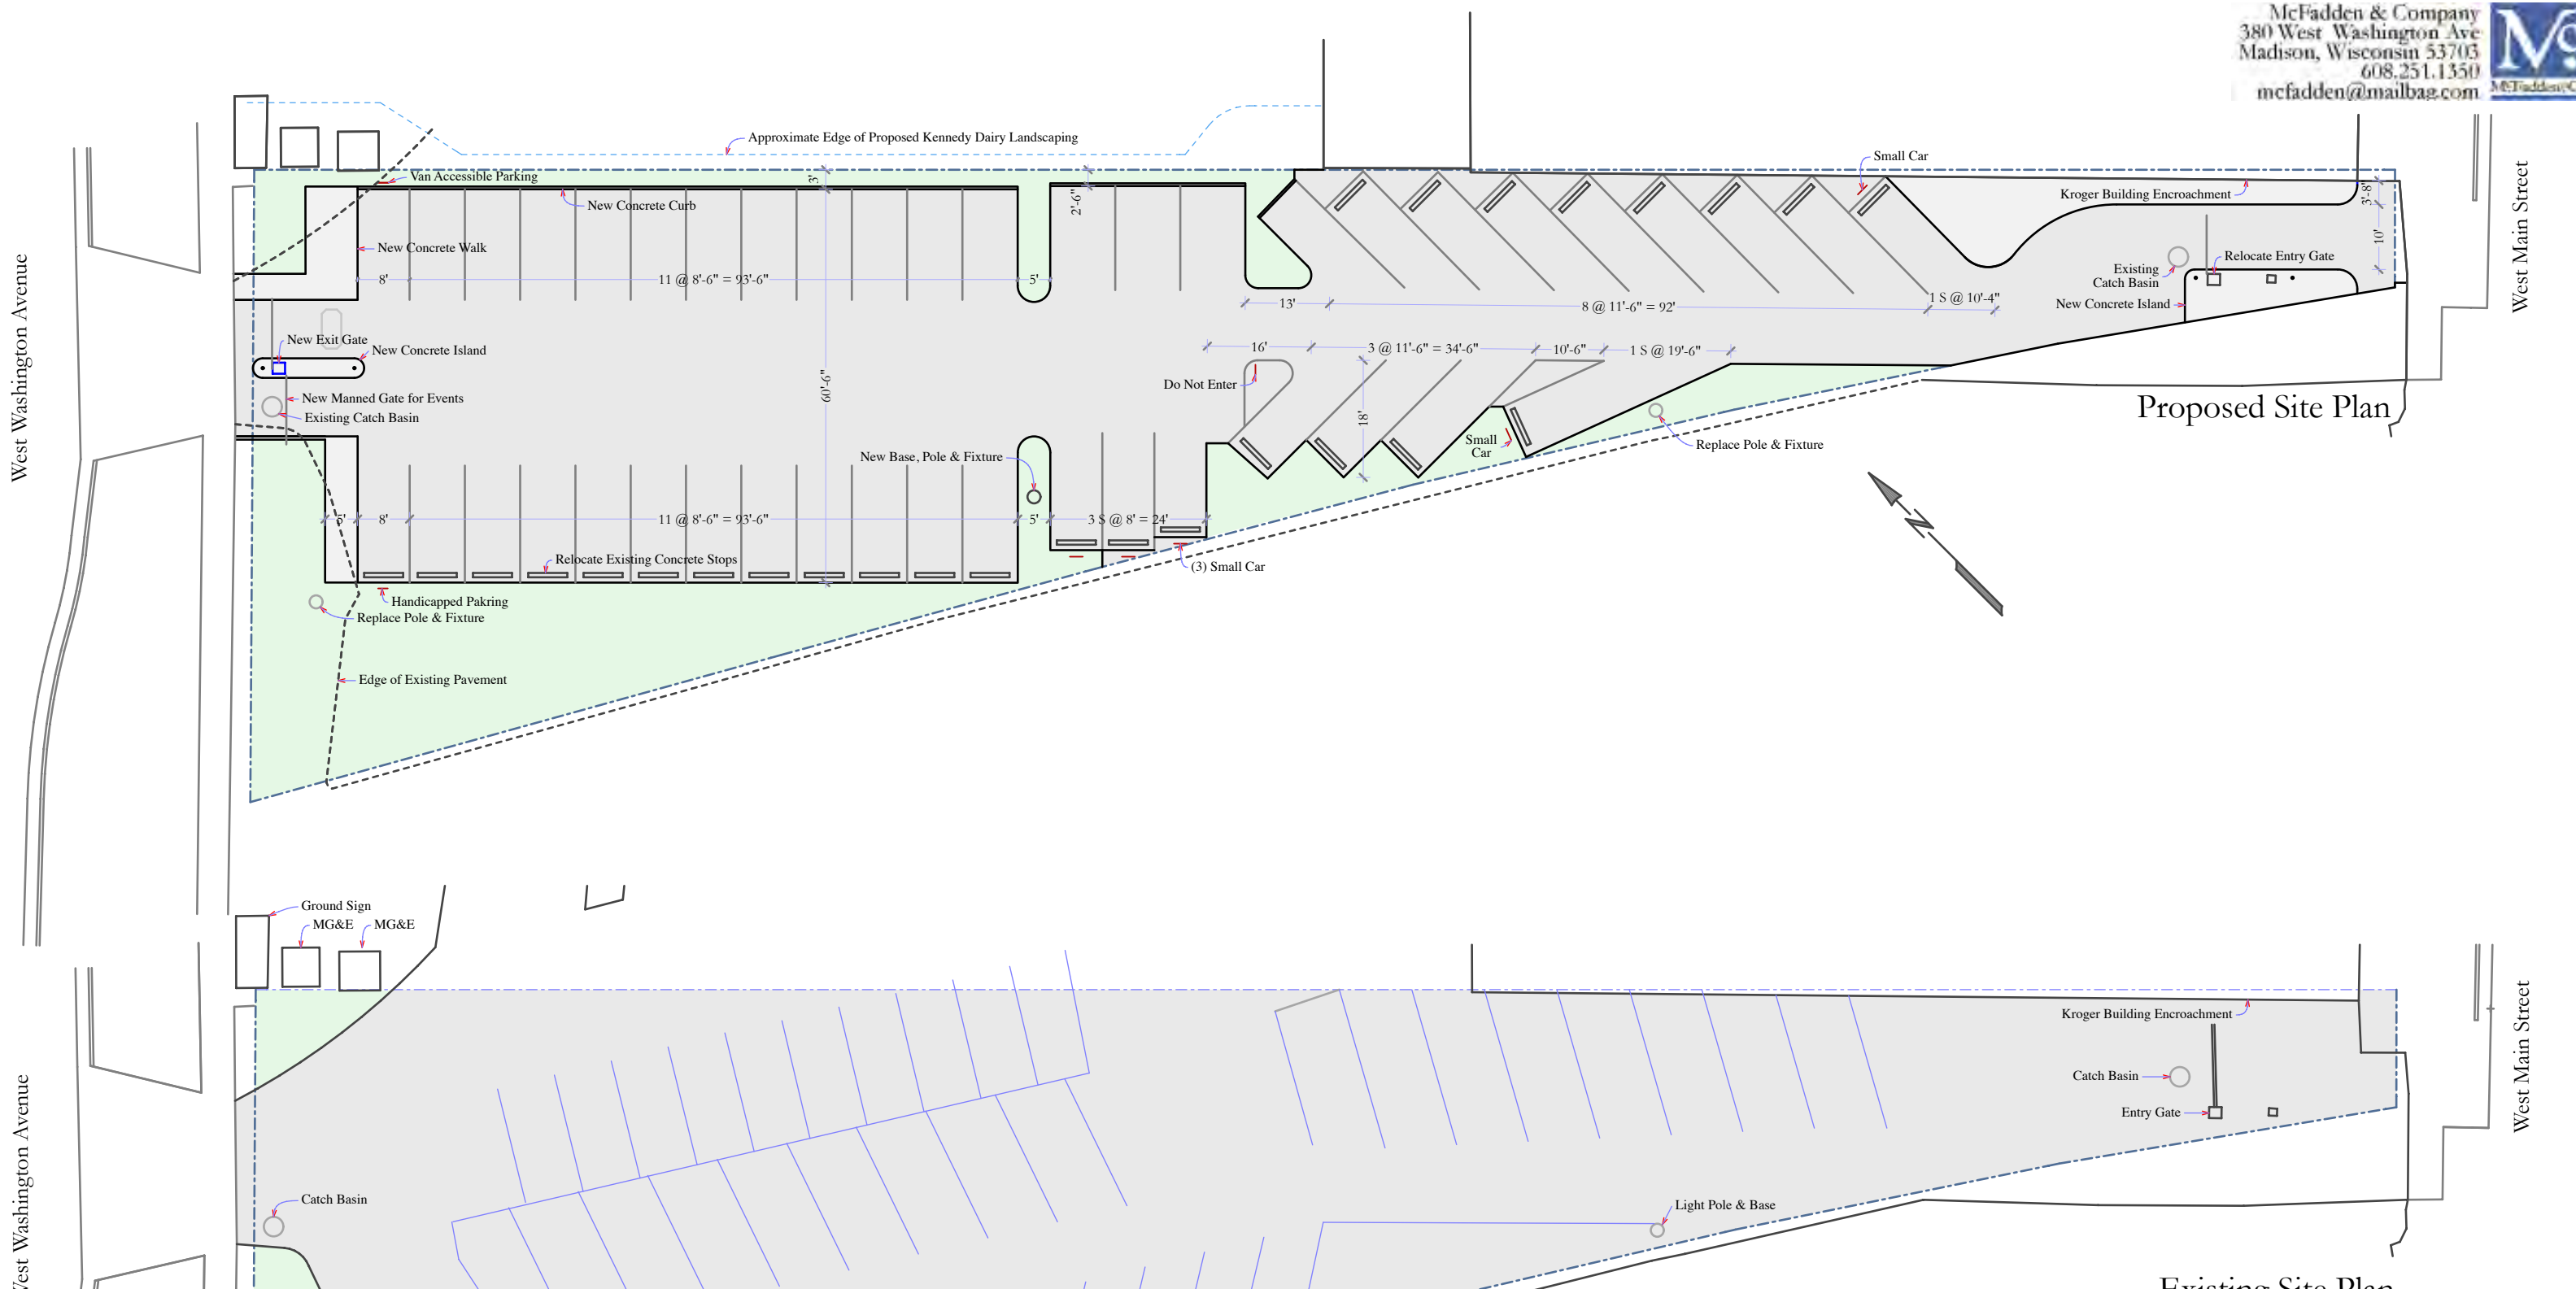 McFadden & Company
380 West Washington Ave
Madison, Wisconsin 53703
608.251.1350
mcfadden@mailbag.com
Approximate Edge of Proposed Kennedy Dairy Landscaping
Small Car
Van Accessible Parking
3'
2'-6"
New Concrete Curb
Kroger Building Encroachment
3'-8"
West Main Street
New Concrete Walk
10'
Relocate Entry Gate
Existing
Catch Basin
8'
11 @ 8'-6" = 93'-6"
5'
13'
8 @ 11'-6" = 92'
1 S @ 10'-4"
New Concrete Island
West Washington Avenue
New Exit Gate
New Concrete Island
16'
3 @ 11'-6" = 34'-6"
10'-6"
1 S @ 19'-6"
60'-6"
Do Not Enter
New Manned Gate for Events
Existing Catch Basin
18'
Proposed Site Plan
Small
Car
Replace Pole & Fixture
New Base, Pole & Fixture
5'
8'
11 @ 8'-6" = 93'-6"
5'
3 S @ 8' = 24'
Relocate Existing Concrete Stops
(3) Small Car
Handicapped Pakring
Replace Pole & Fixture
Edge of Existing Pavement
Ground Sign
MG&E
MG&E
Kroger Building Encroachment
West Main Street
Catch Basin
Entry Gate
West Washington Avenue
Catch Basin
Light Pole & Base
Existing Site Plan